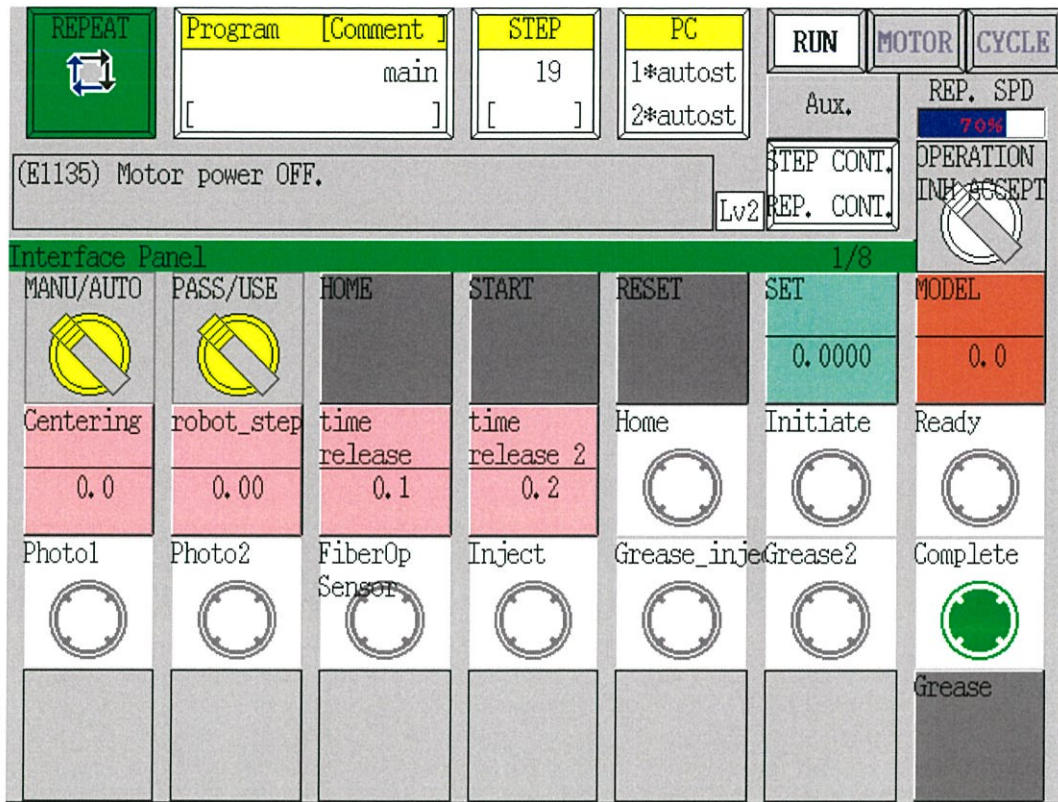 REPEAT
Program [Comment ]
main
[ ]
STEP
19
[ ]
PC
1*autost
2*autost
RUN
MOTOR
CYCLE
Aux.
REP. SPD
70%
(E1135) Motor power OFF.
Lv2
STEP CONT.
REP. CONT.
OPERATION
INH ACCEPT
Interface Panel 1/8
MANU/AUTO
PASS/USE
HOME
START
RESET
SET
0.0000
MODEL
0.0
Centering
0.0
robot_step
0.00
time
release
0.1
time
release 2
0.2
Home
Initiate
Ready
Photo1
Photo2
FiberOp
Sensor
Inject
Grease_inje
Grease2
Complete
Grease